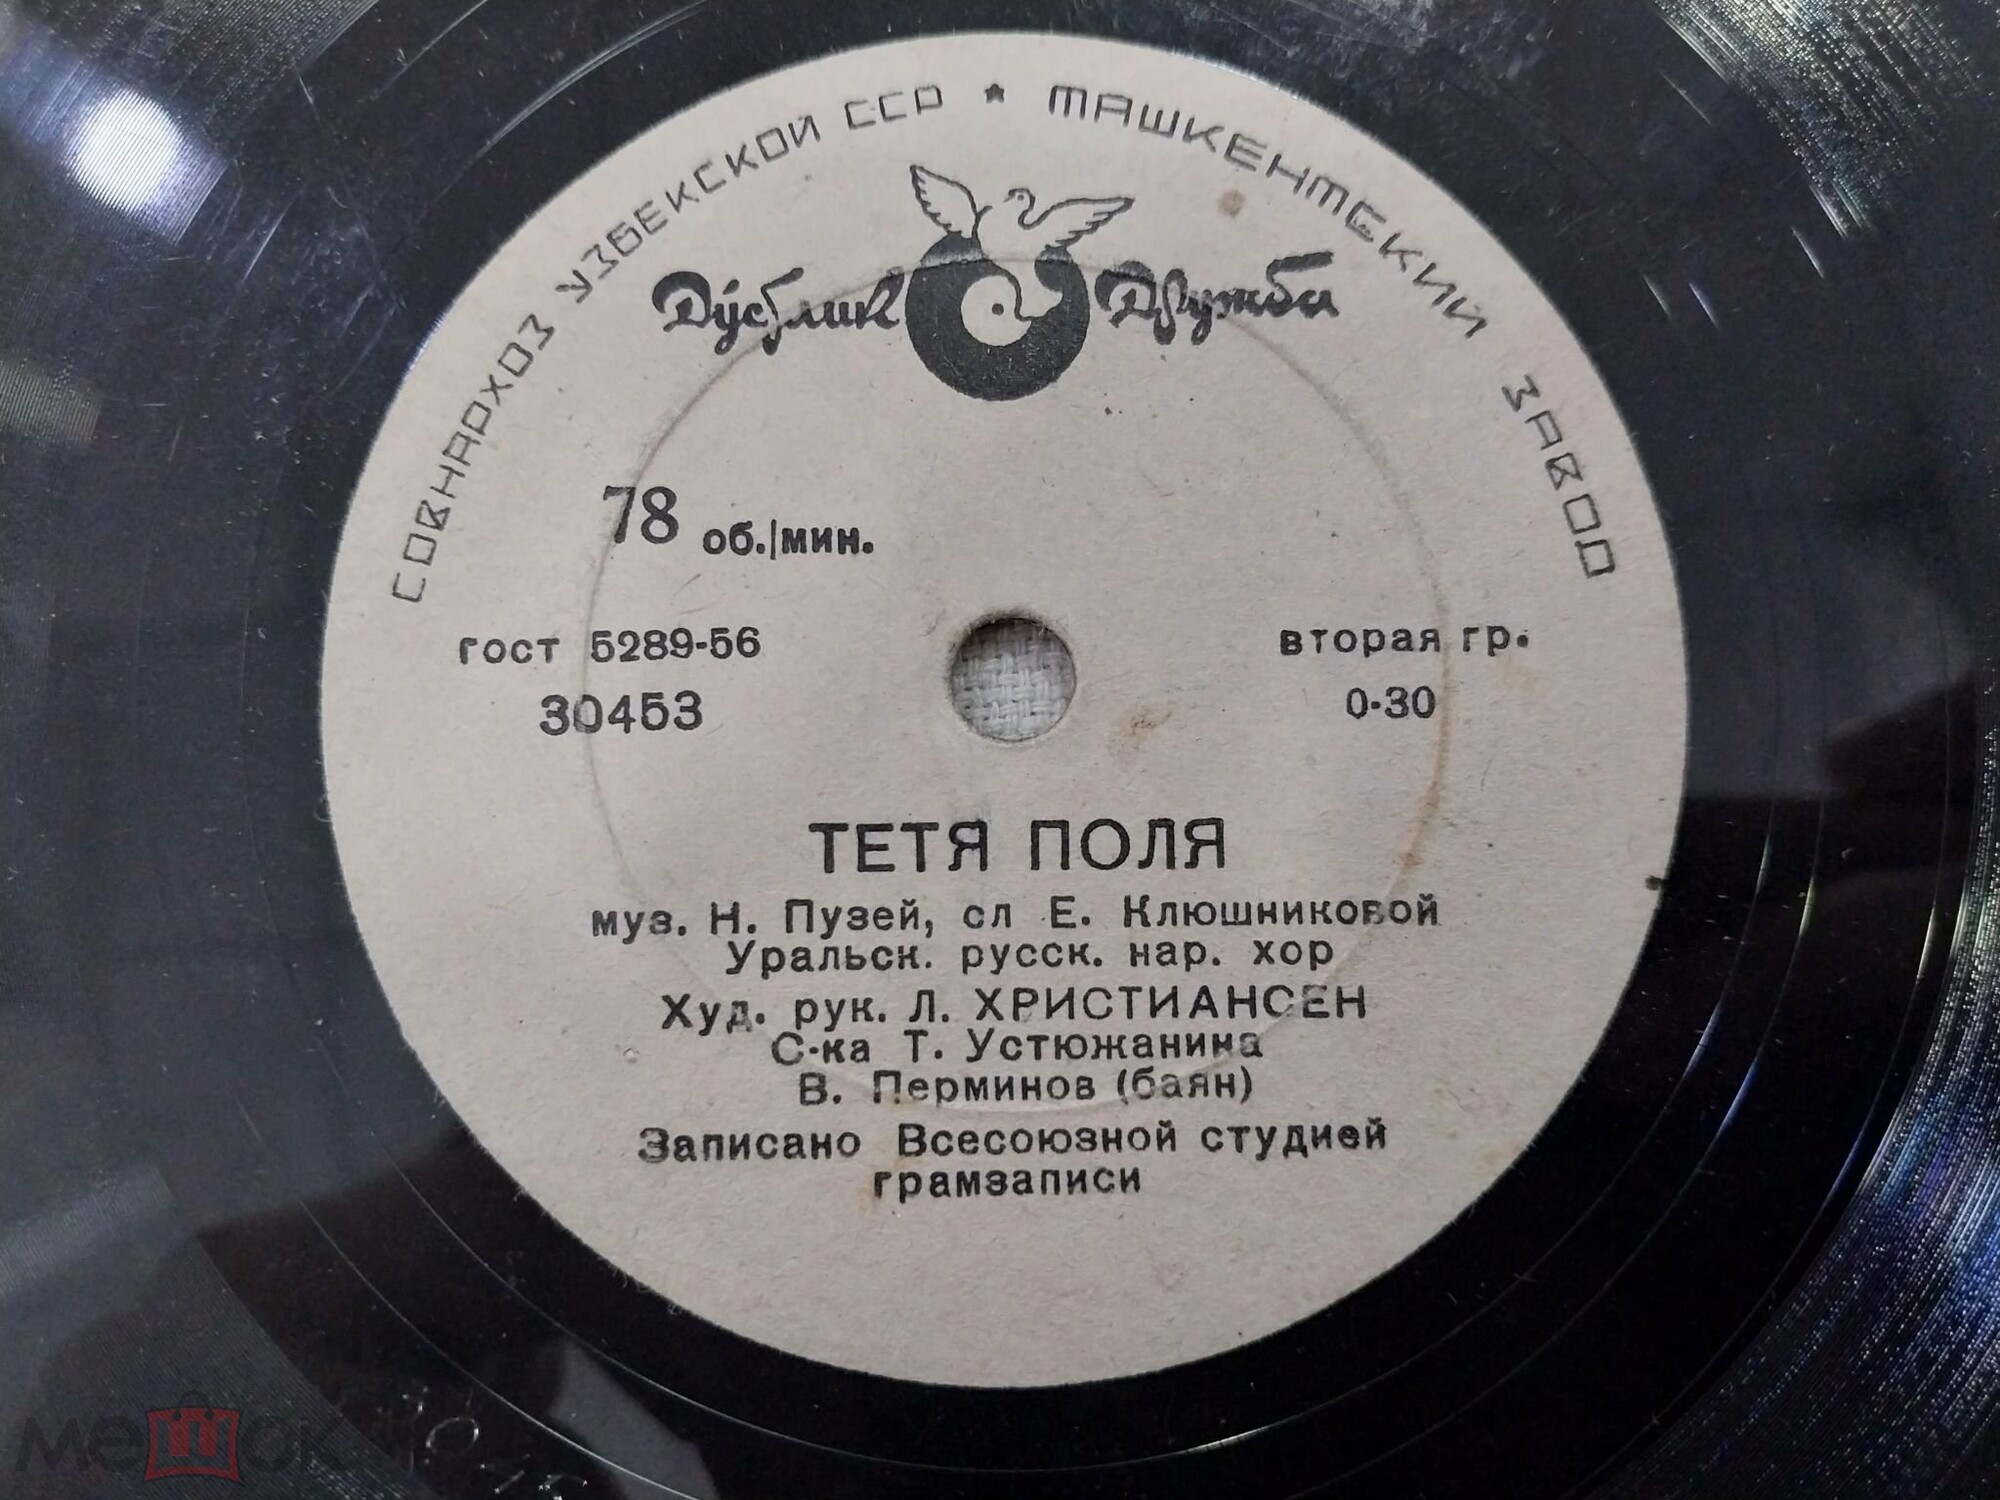 СОВНАРХОЗ УЗБЕКСКОЙ ССР ★ ТАШКЕНТСКИЙ ЗАВОД
Дӯстлик Дружба
78 об./мин.
гост 5289-56
вторая гр.
30453
0-30
ТЕТЯ ПОЛЯ
муз. Н. Пузей, сл Е. Клюшниковой
Уральск. русск. нар. хор
Худ. рук. Л. ХРИСТИАНСЕН
С-ка Т. Устюжанина
В. Перминов (баян)
Записано Всесоюзной студией
грамзаписи
мешок